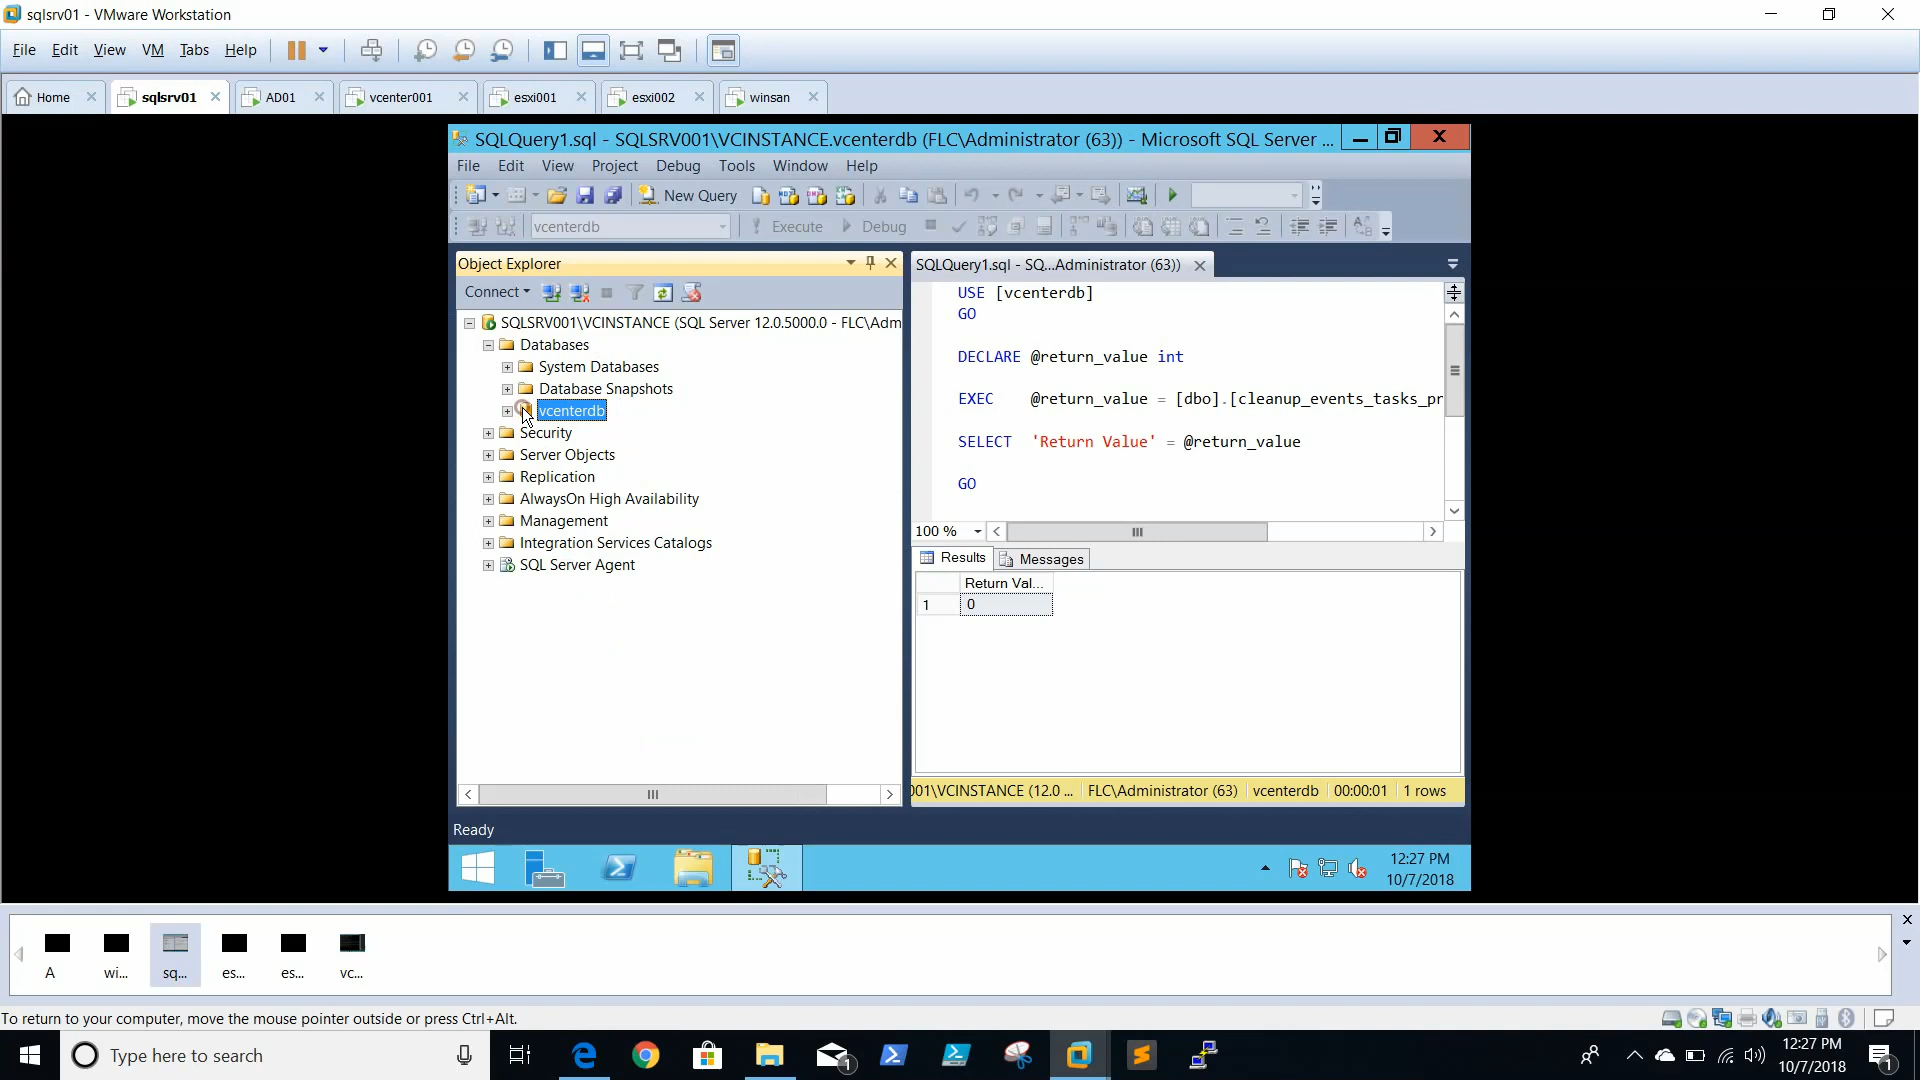 sqlsrv01 - VMware Workstation
File Edit View VM Tabs Help
Home sqlsrv01 AD01 vcenter001 esxi001 esxi002 winsan
SQLQuery1.sql - SQLSRV001\VCINSTANCE.vcenterdb (FLC\Administrator (63)) - Microsoft SQL Server ...
File Edit View Project Debug Tools Window Help
New Query
vcenterdb Execute Debug
Object Explorer
Connect
SQLSRV001\VCINSTANCE (SQL Server 12.0.5000.0 - FLC\Adm
Databases
System Databases
Database Snapshots
vcenterdb
Security
Server Objects
Replication
AlwaysOn High Availability
Management
Integration Services Catalogs
SQL Server Agent
SQLQuery1.sql - SQ...Administrator (63))
USE [vcenterdb]
GO
DECLARE @return_value int
EXEC @return_value = [dbo].[cleanup_events_tasks_pr
SELECT 'Return Value' = @return_value
GO
100 %
Results Messages
Return Val...
1 0
001\VCINSTANCE (12.0 ... FLC\Administrator (63) vcenterdb 00:00:01 1 rows
Ready
12:27 PM
10/7/2018
A wi... sq... es... es... vc...
To return to your computer, move the mouse pointer outside or press Ctrl+Alt.
Type here to search
1
12:27 PM
10/7/2018
1